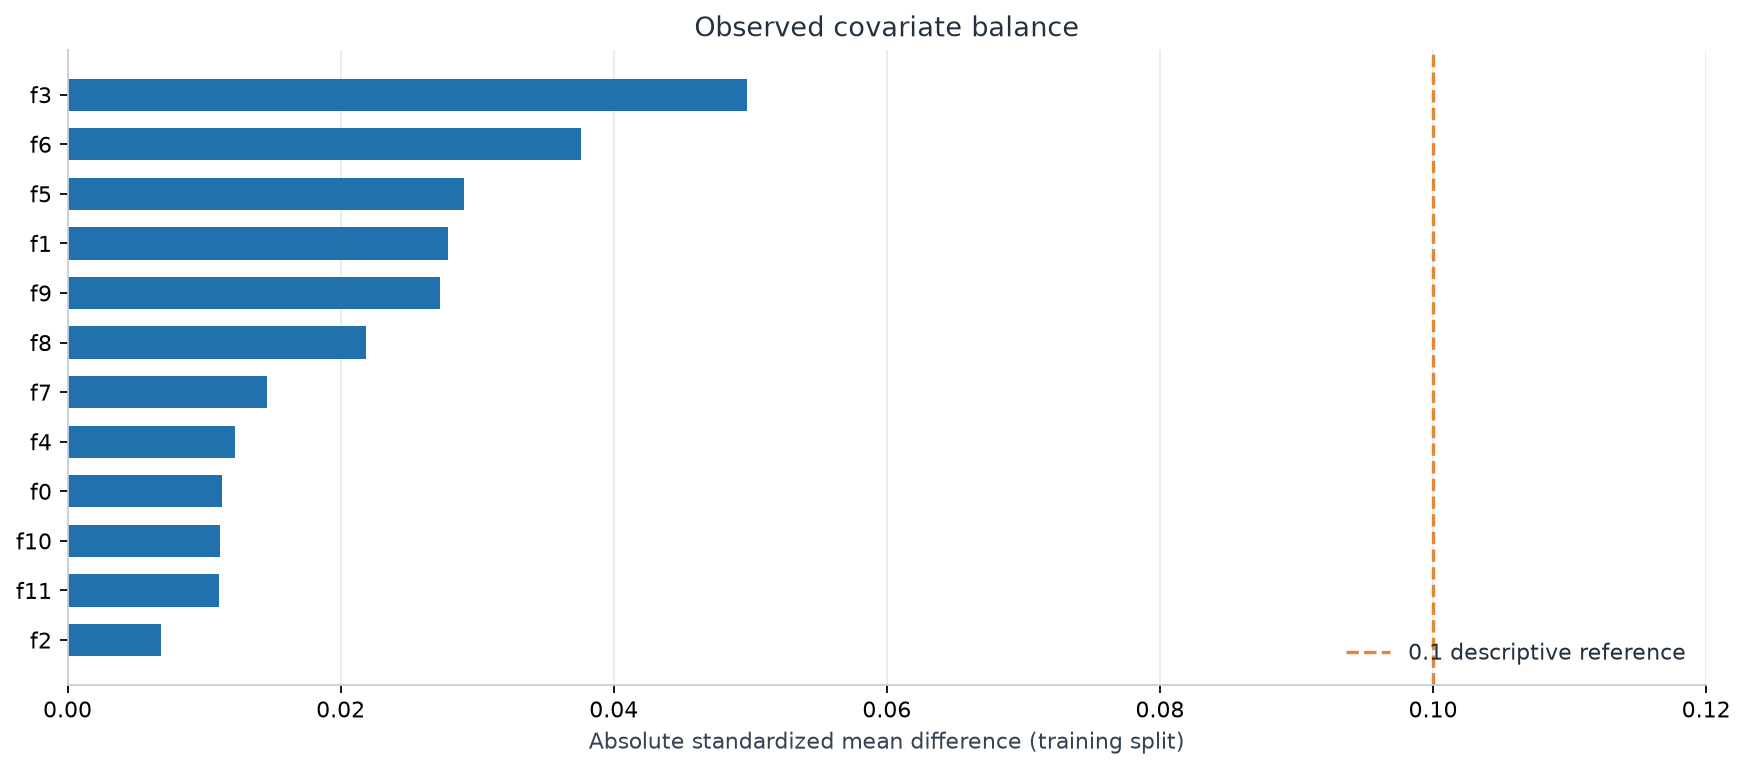 Observed covariate balance
f3
f6
f5
f1
f9
f8
f7
f4
f0
f10
f11
f2
0.1 descriptive reference
0.00 0.02 0.04 0.06 0.08 0.10 0.12
Absolute standardized mean difference (training split)